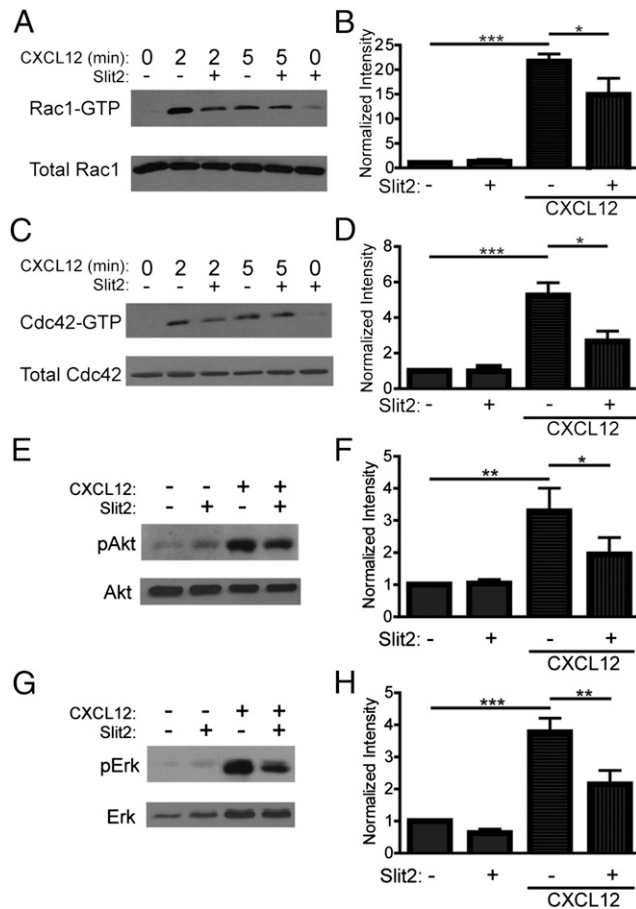 A
CXCL12 (min): 0 2 2 5 5 0
Slit2: - - + - + +
Rac1-GTP
Total Rac1
B
Normalized Intensity
25
20
15
10
5
0
*** *
Slit2: - + - +
CXCL12
C
CXCL12 (min): 0 2 2 5 5 0
Slit2: - - + - + +
Cdc42-GTP
Total Cdc42
D
Normalized Intensity
8
6
4
2
0
*** *
Slit2: - + - +
CXCL12
E
CXCL12: - - + +
Slit2: - + - +
pAkt
Akt
F
Normalized Intensity
5
4
3
2
1
0
** *
Slit2: - + - +
CXCL12
G
CXCL12: - - + +
Slit2: - + - +
pErk
Erk
H
Normalized Intensity
5
4
3
2
1
0
*** **
Slit2: - + - +
CXCL12